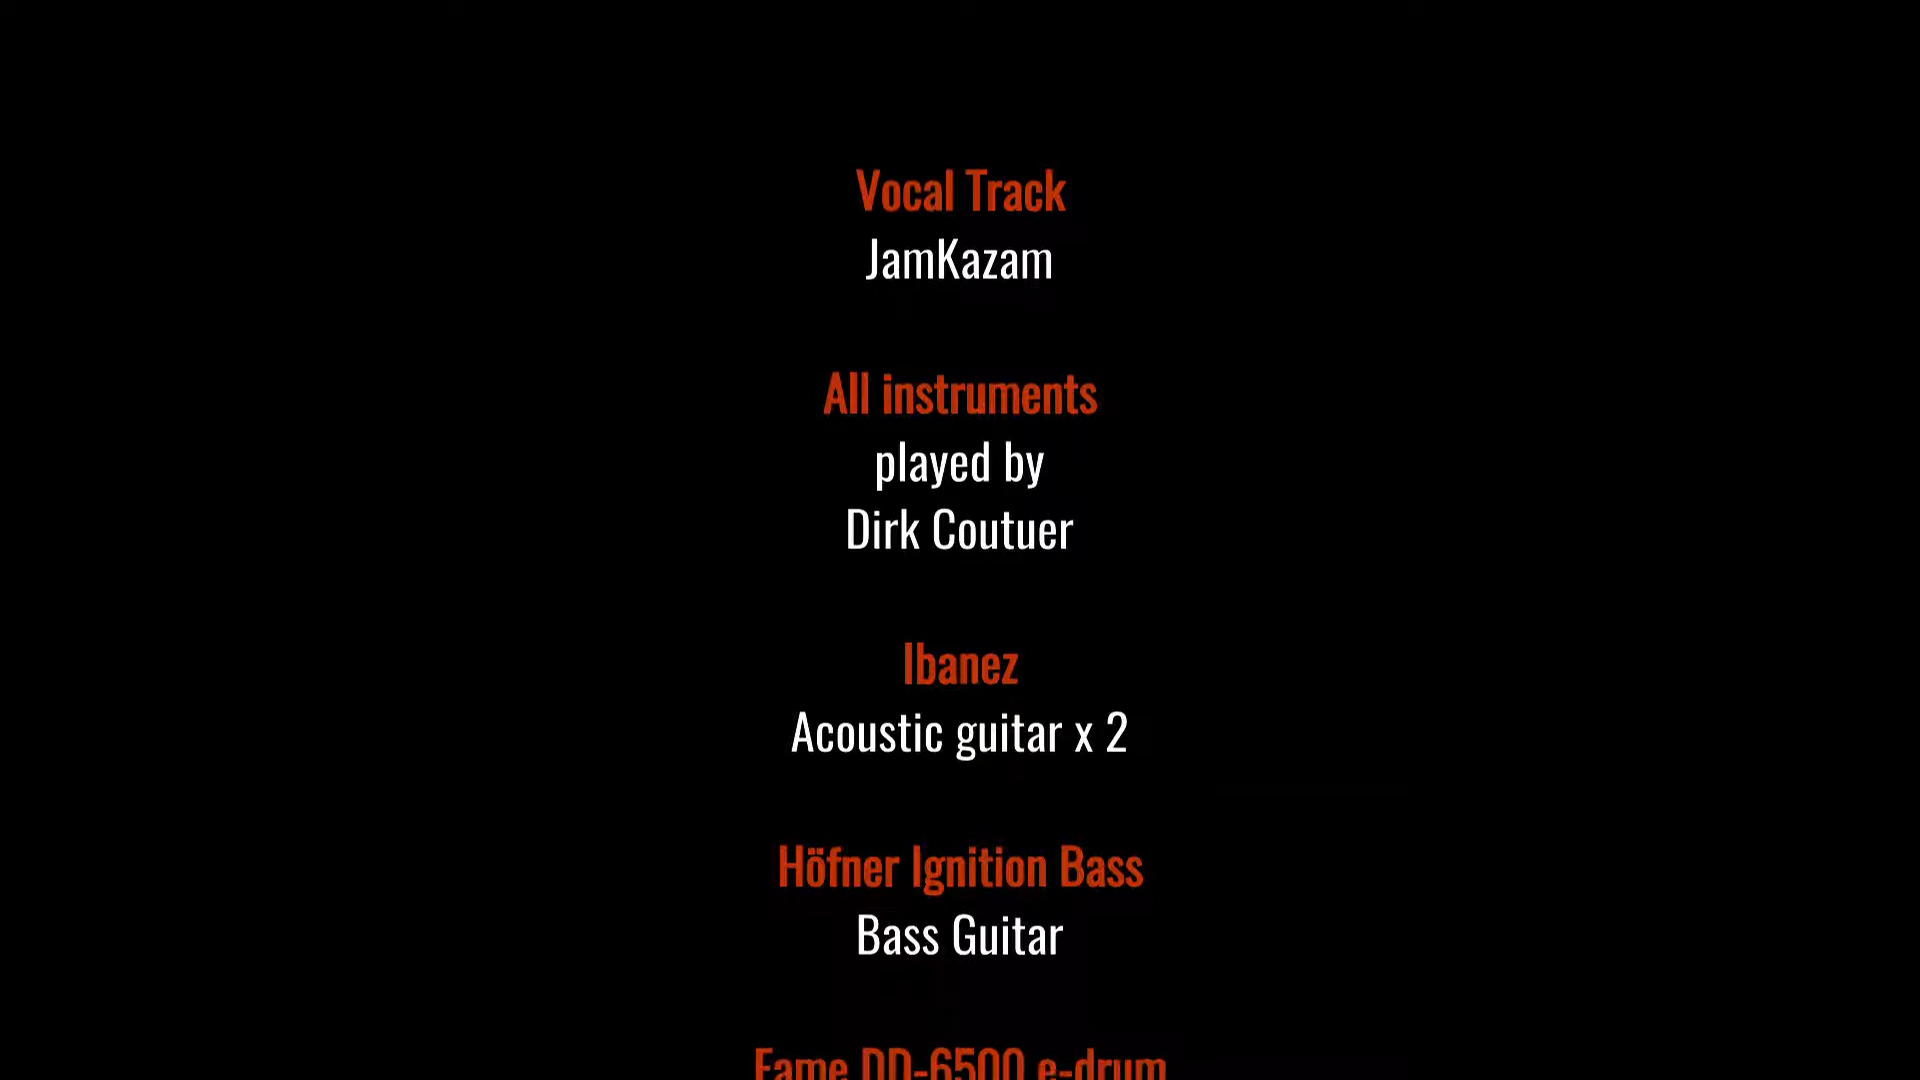 Vocal Track
JamKazam
All instruments
played by
Dirk Coutuer
Ibanez
Acoustic guitar x 2
Höfner Ignition Bass
Bass Guitar
Fame DD-6500 e-drum